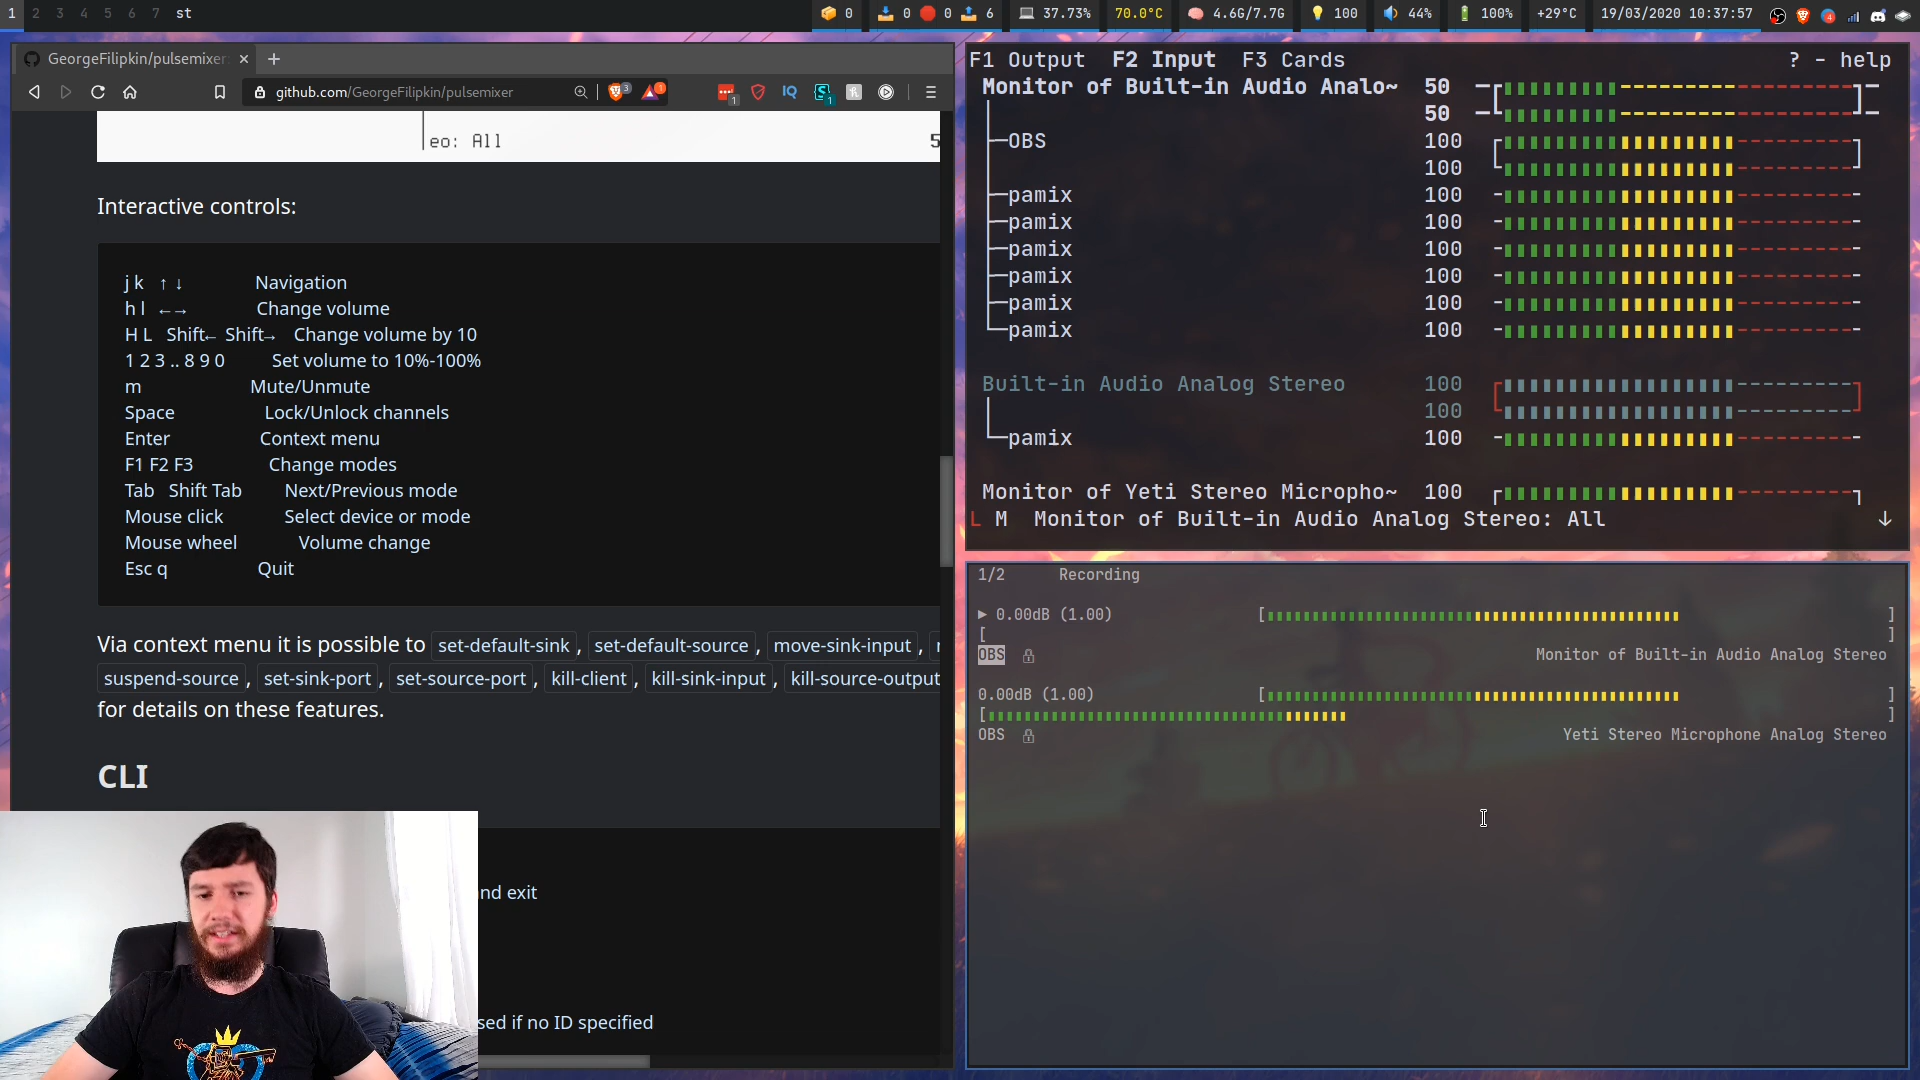 1 2 3 4 5 6 7 st
0 0 0 6 37.73% 70.0°C 4.6G/7.7G 100 44% 100% +29°C 19/03/2020 10:37:57
GeorgeFilipkin/pulsemixer
github.com/GeorgeFilipkin/pulsemixer
eo: All 5
Interactive controls:
j k ↑ ↓ Navigation
h l ←→ Change volume
H L Shift← Shift→ Change volume by 10
1 2 3 .. 8 9 0 Set volume to 10%-100%
m Mute/Unmute
Space Lock/Unlock channels
Enter Context menu
F1 F2 F3 Change modes
Tab Shift Tab Next/Previous mode
Mouse click Select device or mode
Mouse wheel Volume change
Esc q Quit
Via context menu it is possible to set-default-sink , set-default-source , move-sink-input ,
suspend-source , set-sink-port , set-source-port , kill-client , kill-sink-input , kill-source-output
for details on these features.
CLI
nd exit
sed if no ID specified
F1 Output F2 Input F3 Cards ? - help
Monitor of Built-in Audio Analo~ 50
50
OBS 100
100
pamix 100
pamix 100
pamix 100
pamix 100
pamix 100
pamix 100
Built-in Audio Analog Stereo 100
100
pamix 100
Monitor of Yeti Stereo Micropho~ 100
L M Monitor of Built-in Audio Analog Stereo: All ↓
1/2 Recording
▶ 0.00dB (1.00) [ ]
[ ]
OBS Monitor of Built-in Audio Analog Stereo
0.00dB (1.00) [ ]
[ ]
OBS Yeti Stereo Microphone Analog Stereo